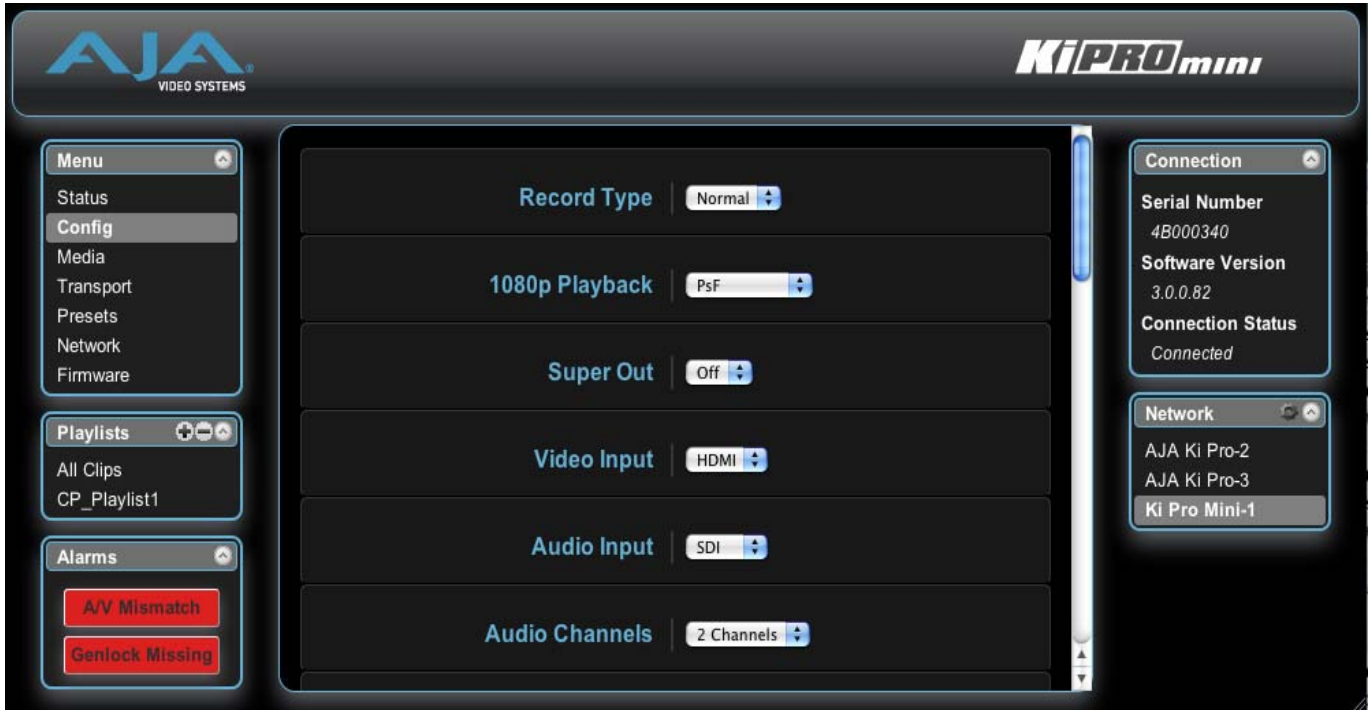 AJA
VIDEO SYSTEMS
KiPRO mini
Menu
Status
Config
Media
Transport
Presets
Network
Firmware
Playlists
All Clips
CP_Playlist1
Alarms
A/V Mismatch
Genlock Missing
Record Type Normal
1080p Playback PsF
Super Out Off
Video Input HDMI
Audio Input SDI
Audio Channels 2 Channels
Connection
Serial Number
4B000340
Software Version
3.0.0.82
Connection Status
Connected
Network
AJA Ki Pro-2
AJA Ki Pro-3
Ki Pro Mini-1